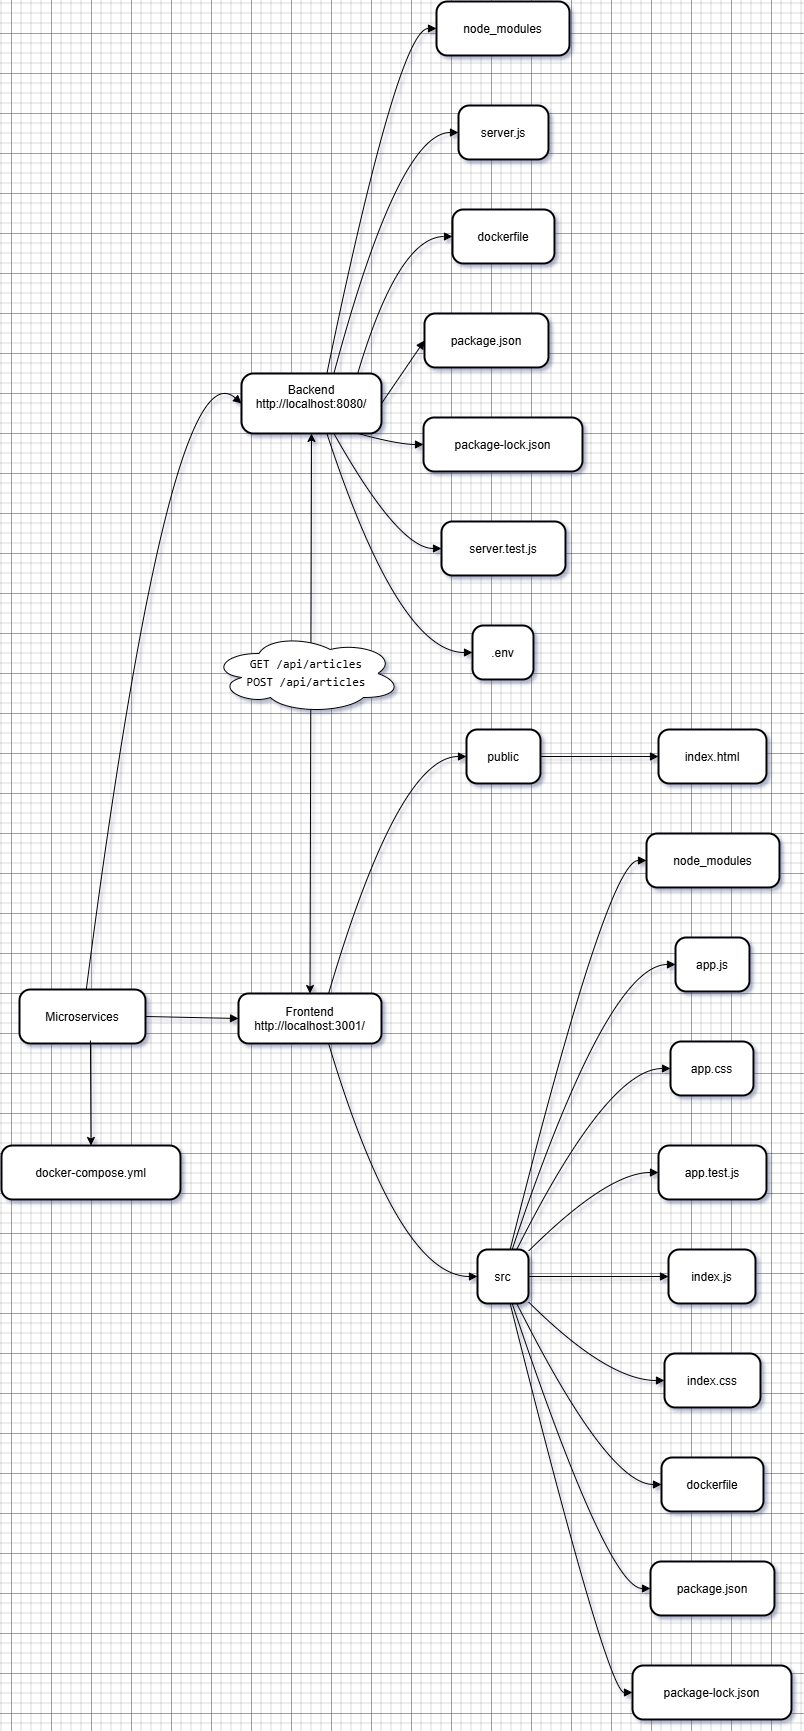 node_modules
server.js
dockerfile
package.json
Backend
http://localhost:8080/
package-lock.json
server.test.js
.env
GET /api/articles
POST /api/articles
public
index.html
node_modules
app.js
Microservices
Frontend
http://localhost:3001/
app.css
docker-compose.yml
app.test.js
src
index.js
index.css
dockerfile
package.json
package-lock.json